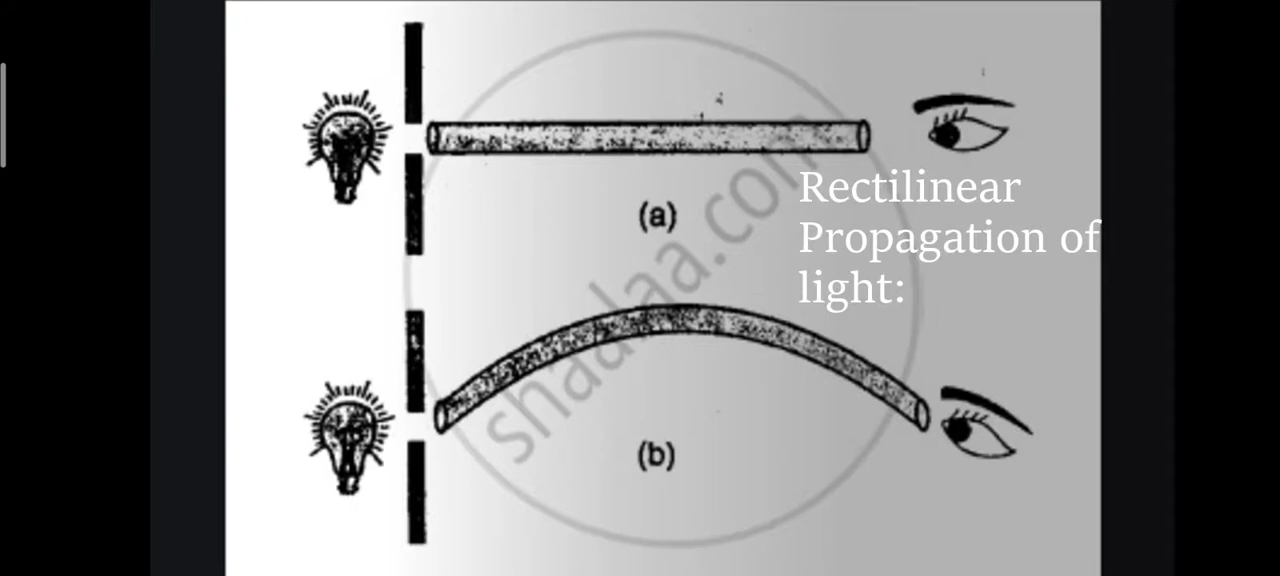 (a)
Rectilinear
Propagation of
light:
shaalaa.com
(b)